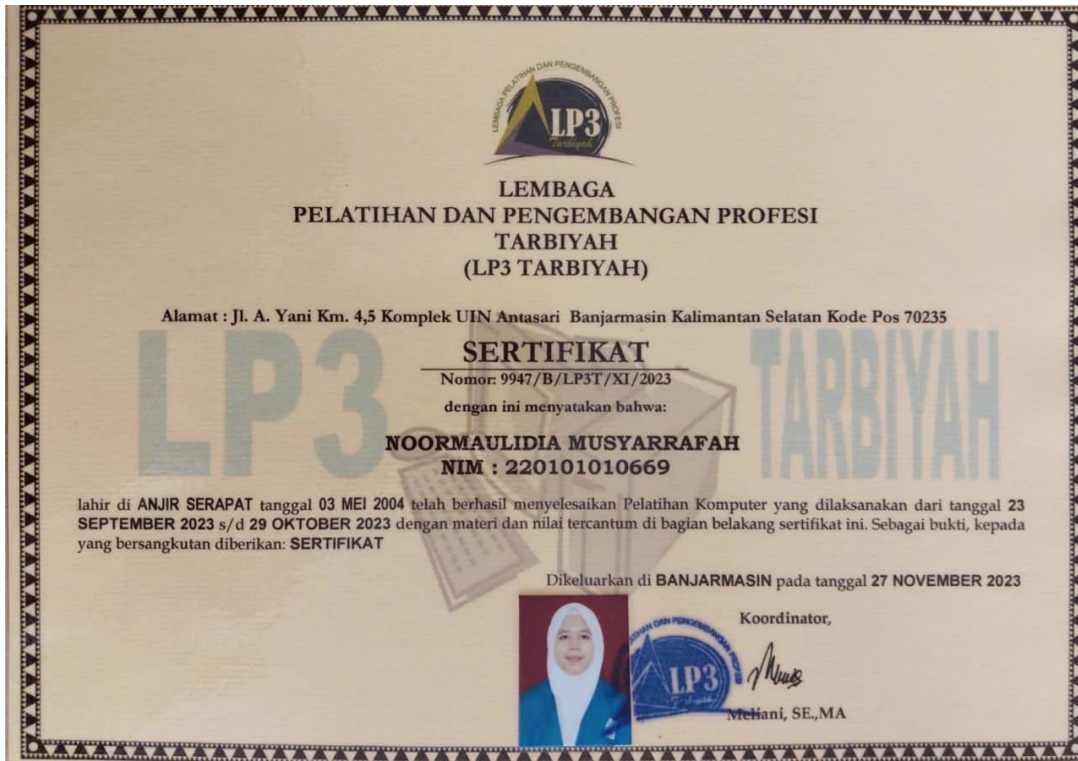 LEMBAGA PELATIHAN DAN PENGEMBANGAN PROFESI
LP3
Tarbiyah
LEMBAGA
PELATIHAN DAN PENGEMBANGAN PROFESI
TARBIYAH
(LP3 TARBIYAH)
Alamat : Jl. A. Yani Km. 4,5 Komplek UIN Antasari Banjarmasin Kalimantan Selatan Kode Pos 70235
LP3 TARBIYAH
SERTIFIKAT
Nomor: 9947/B/LP3T/XI/2023
dengan ini menyatakan bahwa:
NOORMAULIDIA MUSYARRAFAH
NIM : 220101010669
lahir di ANJIR SERAPAT tanggal 03 MEI 2004 telah berhasil menyelesaikan Pelatihan Komputer yang dilaksanakan dari tanggal 23
SEPTEMBER 2023 s/d 29 OKTOBER 2023 dengan materi dan nilai tercantum di bagian belakang sertifikat ini. Sebagai bukti, kepada
yang bersangkutan diberikan: SERTIFIKAT
Dikeluarkan di BANJARMASIN pada tanggal 27 NOVEMBER 2023
Koordinator,
DAN PENGEMBANGAN PROFESI
LP3
Meliani, SE.,MA